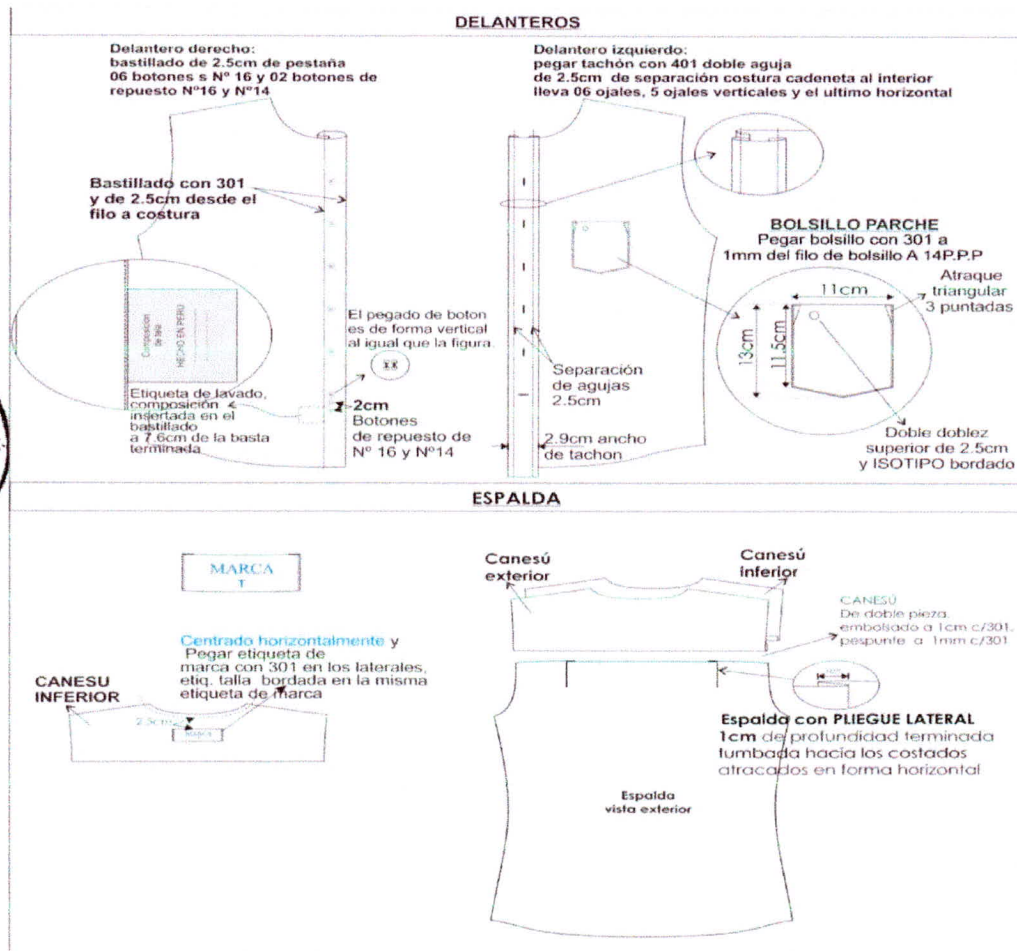 DELANTEROS
Delantero derecho:
bastillado de 2.5cm de pestaña
06 botones s Nº 16 y 02 botones de
repuesto Nº16 y Nº14
Delantero izquierdo:
pegar tachón con 401 doble aguja
de 2.5cm de separación costura cadeneta al interior
lleva 06 ojales, 5 ojales verticales y el ultimo horizontal
Bastillado con 301
y de 2.5cm desde el
filo a costura
BOLSILLO PARCHE
Pegar bolsillo con 301 a
1mm del filo de bolsillo A 14P.P.P
Atraque
triangular
3 puntadas
11cm
13cm
11.5cm
El pegado de boton
es de forma vertical
al igual que la figura.
Composicion
de tela
HECHO EN PERU
Separación
de agujas
2.5cm
Etiqueta de lavado,
composición
insertada en el
bastillado
a 7.6cm de la basta
terminada
2cm
Botones
de repuesto de
Nº 16 y Nº14
2.9cm ancho
de tachon
Doble doblez
superior de 2.5cm
y ISOTIPO bordado
ESPALDA
MARCA
T
Canesú
exterior
Canesú
inferior
CANESÚ
De doble pieza.
embolsado a 1cm c/301.
pespunte a 1mm c/301
Centrado horizontalmente y
Pegar etiqueta de
marca con 301 en los laterales,
etiq. talla bordada en la misma
etiqueta de marca
CANESU
INFERIOR
2.5cm
MARCA
Espalda con PLIEGUE LATERAL
1cm de profundidad terminada
tumbada hacia los costados
atracados en forma horizontal
Espalda
vista exterior